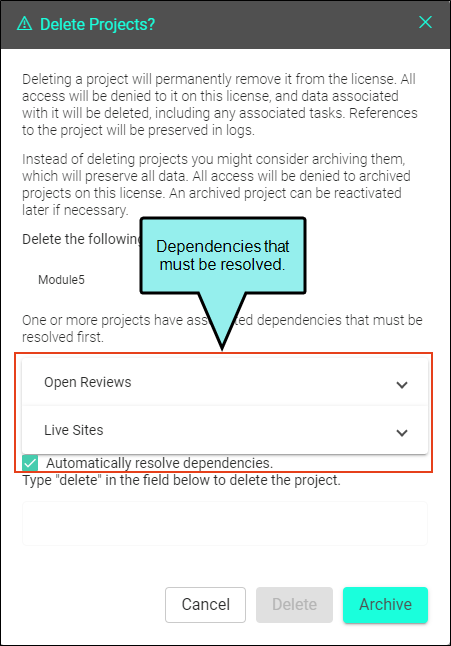 Delete Projects?
Deleting a project will permanently remove it from the license. All
access will be denied to it on this license, and data associated
with it will be deleted, including any associated tasks. References
to the project will be preserved in logs.
Instead of deleting projects you might consider archiving them,
which will preserve all data. All access will be denied to archived
projects on this license. An archived project can be reactivated
later if necessary.
Delete the following
Dependencies that
must be resolved.
Module5
One or more projects have dependencies that must be
resolved first.
Open Reviews
Live Sites
Automatically resolve dependencies.
Type "delete" in the field below to delete the project.
Cancel
Delete
Archive